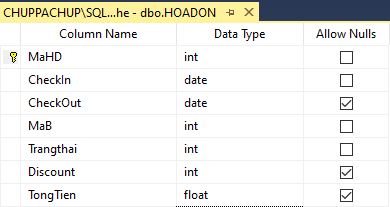 CHUPPACHUP\SQL...he - dbo.HOADON
Column Name Data Type Allow Nulls
MaHD int
CheckIn date
CheckOut date
MaB int
Trangthai int
Discount int
TongTien float